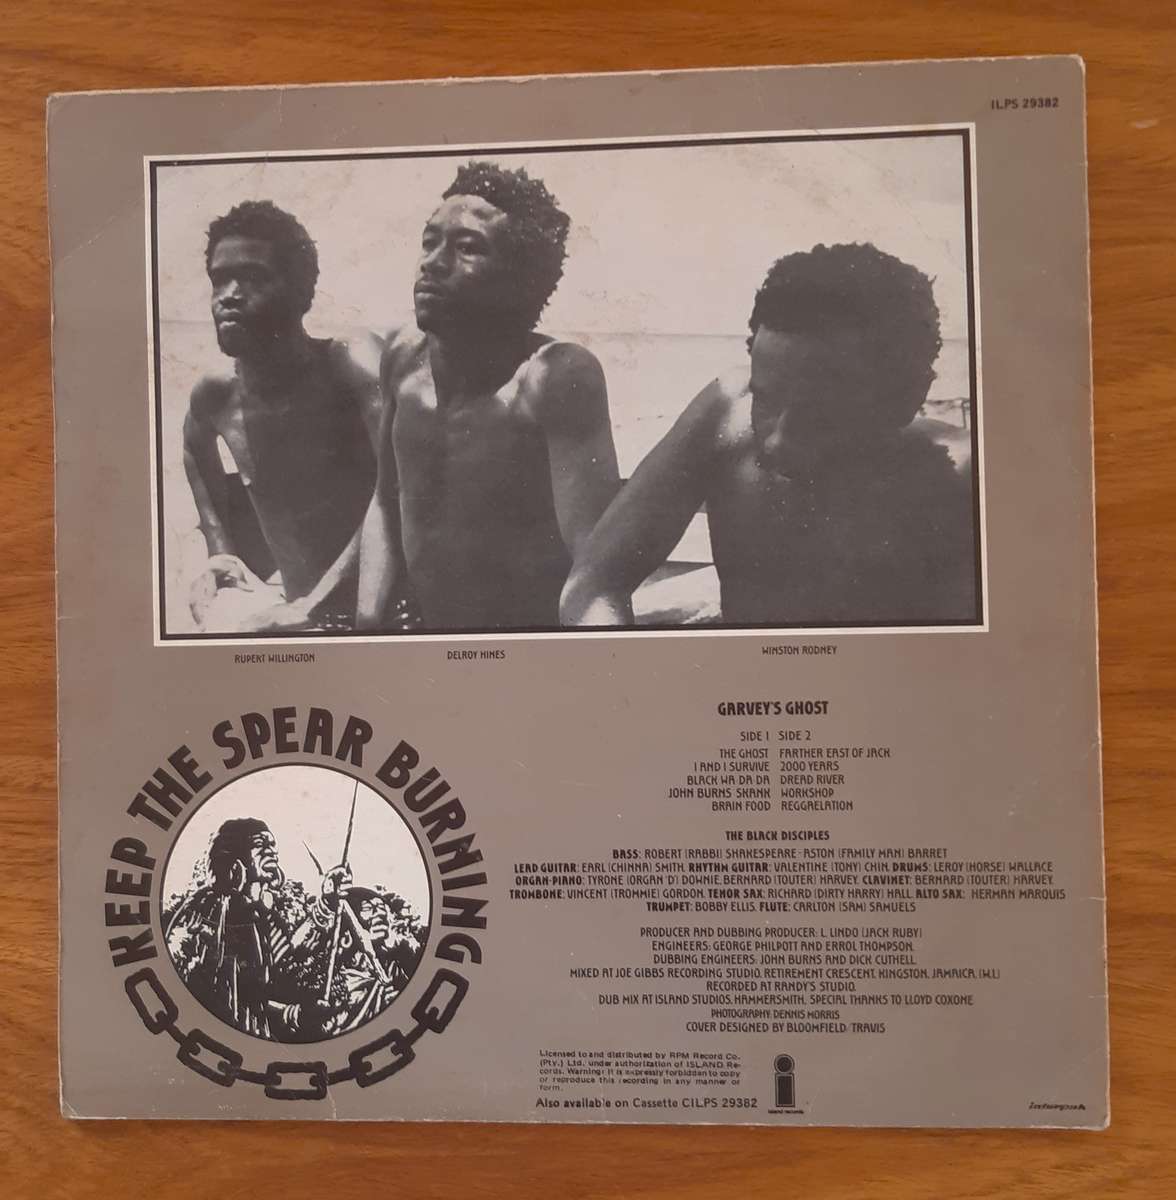 ILPS 29382
RUPERT WILLINGTON
DELROY HINES
WINSTON RODNEY
KEEP THE SPEAR BURNING
GARVEY'S GHOST
SIDE 1 SIDE 2
THE GHOST FARTHER EAST OF JACK
I AND I SURVIVE 2000 YEARS
BLACK WA DA DA DREAD RIVER
JOHN BURNS SKANK WORKSHOP
BRAIN FOOD REGGAELATION
THE BLACK DISCIPLES
BASS: ROBERT (RABBI) SHAKESPEARE - ASTON (FAMILY MAN) BARRET
LEAD GUITAR: EARL (CHINNA) SMITH. RHYTHM GUITAR: VALENTINE (TONY) CHIN. DRUMS: LEROY (HORSE) WALLACE
ORGAN-PIANO: TYRONE (ORGAN 'D') DOWNIE, BERNARD (TOUTER) HARVEY. CLAVINET: BERNARD (TOUTER) HARVEY.
TROMBONE: VINCENT (TROMMIE) GORDON. TENOR SAX: RICHARD (DIRTY HARRY) HALL. ALTO SAX: HERMAN MARQUIS
TRUMPET: BOBBY ELLIS. FLUTE: CARLTON (SAM) SAMUELS
PRODUCER AND DUBBING PRODUCER: L. LINDO (JACK RUBY)
ENGINEERS: GEORGE PHILPOTT AND ERROL THOMPSON.
DUBBING ENGINEERS: JOHN BURNS AND DICK CUTHELL.
MIXED AT JOE GIBBS RECORDING STUDIO, RETIREMENT CRESCENT, KINGSTON, JAMAICA, (W.I.)
RECORDED AT RANDY'S STUDIO.
DUB MIX AT ISLAND STUDIOS, HAMMERSMITH. SPECIAL THANKS TO LLOYD COXONE
PHOTOGRAPHY: DENNIS MORRIS
COVER DESIGNED BY BLOOMFIELD/TRAVIS
Licensed to and distributed by RPM Record Co.
(Pty.) Ltd. under authorization of ISLAND Re-
cords. Warning: It is expressly forbidden to copy
or reproduce this recording in any manner or
form.
Also available on Cassette CILPS 29382
island records
interpak